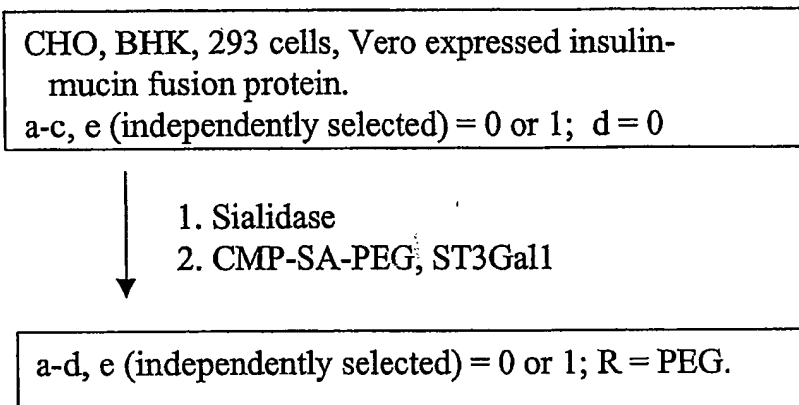 CHO, BHK, 293 cells, Vero expressed insulin-
mucin fusion protein.
a-c, e (independently selected) = 0 or 1; d = 0
1. Sialidase
2. CMP-SA-PEG, ST3Gal1
a-d, e (independently selected) = 0 or 1; R = PEG.